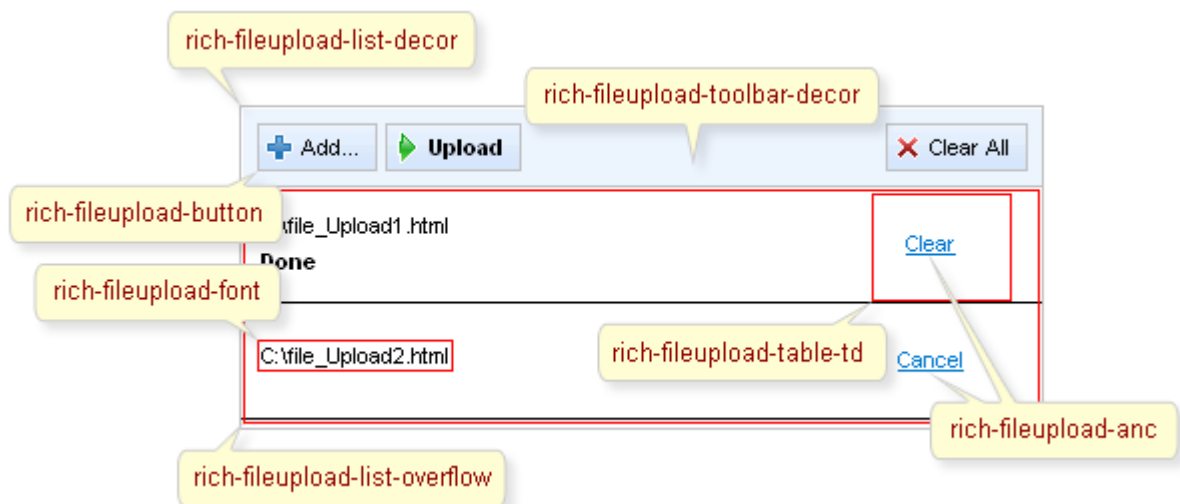 rich-fileupload-list-decor
rich-fileupload-toolbar-decor
Add...
Upload
Clear All
rich-fileupload-button
\file_Upload1.html
Clear
Done
rich-fileupload-font
rich-fileupload-table-td
C:\file_Upload2.html
Cancel
rich-fileupload-anc
rich-fileupload-list-overflow